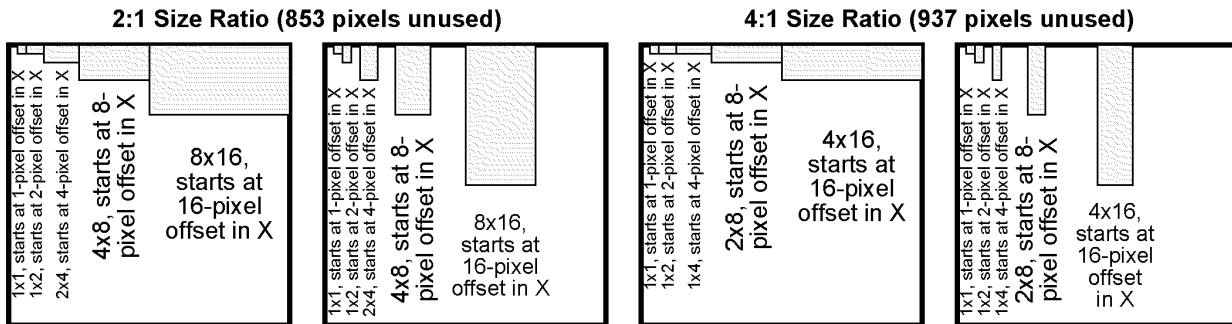 2:1 Size Ratio (853 pixels unused)
1x1, starts at 1-pixel offset in X
1x2, starts at 2-pixel offset in X
2x4, starts at 4-pixel offset in X
4x8, starts at 8-
pixel offset in X
8x16,
starts at
16-pixel
offset in X
1x1, starts at 1-pixel offset in X
1x2, starts at 2-pixel offset in X
2x4, starts at 4-pixel offset in X
4x8, starts at 8-
pixel offset in X
8x16,
starts at
16-pixel
offset in X
4:1 Size Ratio (937 pixels unused)
1x1, starts at 1-pixel offset in X
1x2, starts at 2-pixel offset in X
1x4, starts at 4-pixel offset in X
2x8, starts at 8-
pixel offset in X
4x16,
starts at
16-pixel
offset in X
1x1, starts at 1-pixel offset in X
1x2, starts at 2-pixel offset in X
1x4, starts at 4-pixel offset in X
2x8, starts at 8-
pixel offset in X
4x16,
starts at
16-pixel
offset
in X